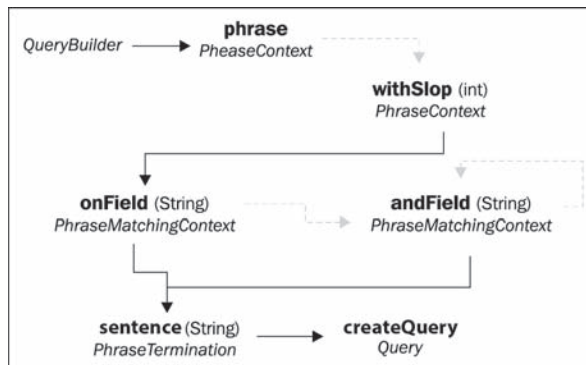 phrase
QueryBuilder
PheaseContext
withSlop (int)
PhraseContext
onField (String)
PhraseMatchingContext
andField (String)
PhraseMatchingContext
sentence (String)
PhraseTermination
createQuery
Query